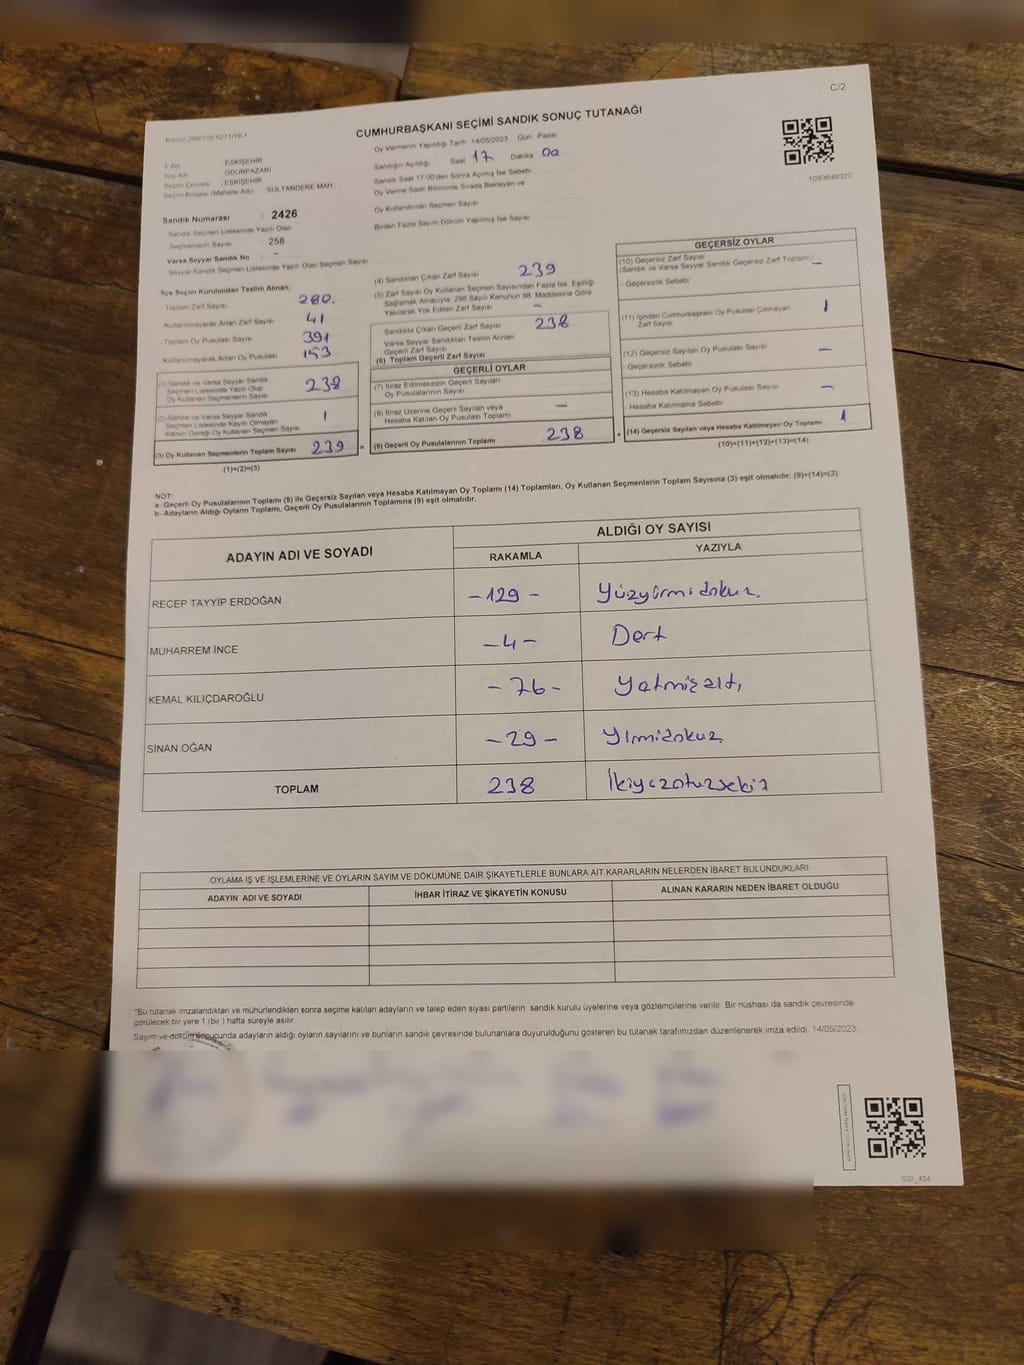 C/2
Kanun 298/105 6271/18-1
CUMHURBAŞKANI SEÇİMİ SANDIK SONUÇ TUTANAĞI
Oy Vermenin Yapıldığı Tarih 14/05/2023 Gün Pazar
İl Adı ESKİŞEHİR
İlçe Adı ODUNPAZARI
Seçim Çevresi ESKİŞEHİR
Seçim Bölgesi (Mahalle Adı) SULTANDERE MAH.
Sandık Numarası : 2426
Sandık Seçmen Listesinde Yazılı Olan
Seçmenlerin Sayısı 258
Varsa Seyyar Sandık No -
Seyyar Sandık Seçmen Listesinde Yazılı Olan Seçmen Sayısı
Sandığın Açıldığı Saat 17 Dakika 00
Sandık Saat 17.00'den Sonra Açılmış İse Sebebi
Oy Verme Saati Bitiminde Sırada Bekleyen ve
Oy Kullandırılan Seçmen Sayısı
Birden Fazla Sayım Döküm Yapılmış İse Sayısı
1093649320
İlçe Seçim Kurulundan Teslim Alınan;
Toplam Zarf Sayısı 280.
Kullanılmayarak Artan Zarf Sayısı 41
Toplam Oy Pusulası Sayısı 391
Kullanılmayarak Artan Oy Pusulası 153
(1) Sandık ve Varsa Seyyar Sandık
Seçmen Listesinde Yazılı Olup
Oy Kullanan Seçmenlerin Sayısı 238
(2) Sandık ve Varsa Seyyar Sandık
Seçmen Listesinde Kayıtlı Olmayan
Kanun Gereği Oy Kullanan Seçmen Sayısı 1
(3) Oy Kullanan Seçmenlerin Toplam Sayısı 239 =
(1)+(2)=(3)
(4) Sandıktan Çıkan Zarf Sayısı 239
(5) Zarf Sayısı Oy Kullanan Seçmen Sayısından Fazla İse, Eşitliği
Sağlamak Amacıyla; 298 Sayılı Kanunun 98. Maddesine Göre
Yakılarak Yok Edilen Zarf Sayısı -
Sandıkta Çıkan Geçerli Zarf Sayısı 238
Varsa Seyyar Sandıktan Teslim Alınan
Geçerli Zarf Sayısı
(6) Toplam Geçerli Zarf Sayısı
GEÇERLİ OYLAR
(7) İtiraz Edilmeksizin Geçerli Sayılan
Oy Pusulalarının Toplamı
(8) İtiraz Üzerine Geçerli Sayılan veya
Hesaba Katılan Oy Pusulası Toplamı -
(9) Geçerli Oy Pusulalarının Toplamı 238 +
GEÇERSİZ OYLAR
(10) Geçersiz Zarf Sayısı
(Sandık ve Varsa Seyyar Sandık Geçersiz Zarf Toplamı) -
- Geçersizlik Sebebi
(11) İçinden Cumhurbaşkanı Oy Pusulası Çıkmayan
Zarf Sayısı 1
(12) Geçersiz Sayılan Oy Pusulası Sayısı -
- Geçersizlik Sebebi
(13) Hesaba Katılmayan Oy Pusulası Sayısı -
- Hesaba Katılmama Sebebi
(14) Geçersiz Sayılan veya Hesaba Katılmayan Oy Toplamı 1
(10)+(11)+(12)+(13)=(14)
NOT:
a- Geçerli Oy Pusulalarının Toplamı (9) ile Geçersiz Sayılan veya Hesaba Katılmayan Oy Toplamı (14) Toplamları, Oy Kullanan Seçmenlerin Toplam Sayısına (3) eşit olmalıdır. (9)+(14)=(3)
b- Adayların Aldığı Oyların Toplamı, Geçerli Oy Pusulalarının Toplamına (9) eşit olmalıdır.
ADAYIN ADI VE SOYADI ALDIĞI OY SAYISI
RAKAMLA YAZIYLA
RECEP TAYYİP ERDOĞAN -129- Yüzyirmidokuz.
MUHARREM İNCE -4- Dört
KEMAL KILIÇDAROĞLU -76- Yetmişaltı
SİNAN OĞAN -29- Yirmidokuz
TOPLAM 238 İkiyüzotuzsekiz
OYLAMA İŞ VE İŞLEMLERİNE VE OYLARIN SAYIM VE DÖKÜMÜNE DAİR ŞİKAYETLERLE BUNLARA AİT KARARLARIN NELERDEN İBARET BULUNDUKLARI
ADAYIN ADI VE SOYADI İHBAR İTİRAZ VE ŞİKAYETİN KONUSU ALINAN KARARIN NEDEN İBARET OLDUĞU
*Bu tutanak imzalandıktan ve mühürlendikten sonra seçime katılan adayların ve talep eden siyasi partilerin sandık kurulu üyelerine veya gözlemcilerine verilir. Bir nüshası da sandık çevresinde
görülecek bir yere 1 (bir) hafta süreyle asılır.
Sayım ve döküm sonucunda adayların aldığı oyların sayılarını ve bunların sandık çevresinde bulunanlara duyurulduğunu gösteren bu tutanak tarafımızdan düzenlenerek imza edildi. 14/05/2023
SSI_404